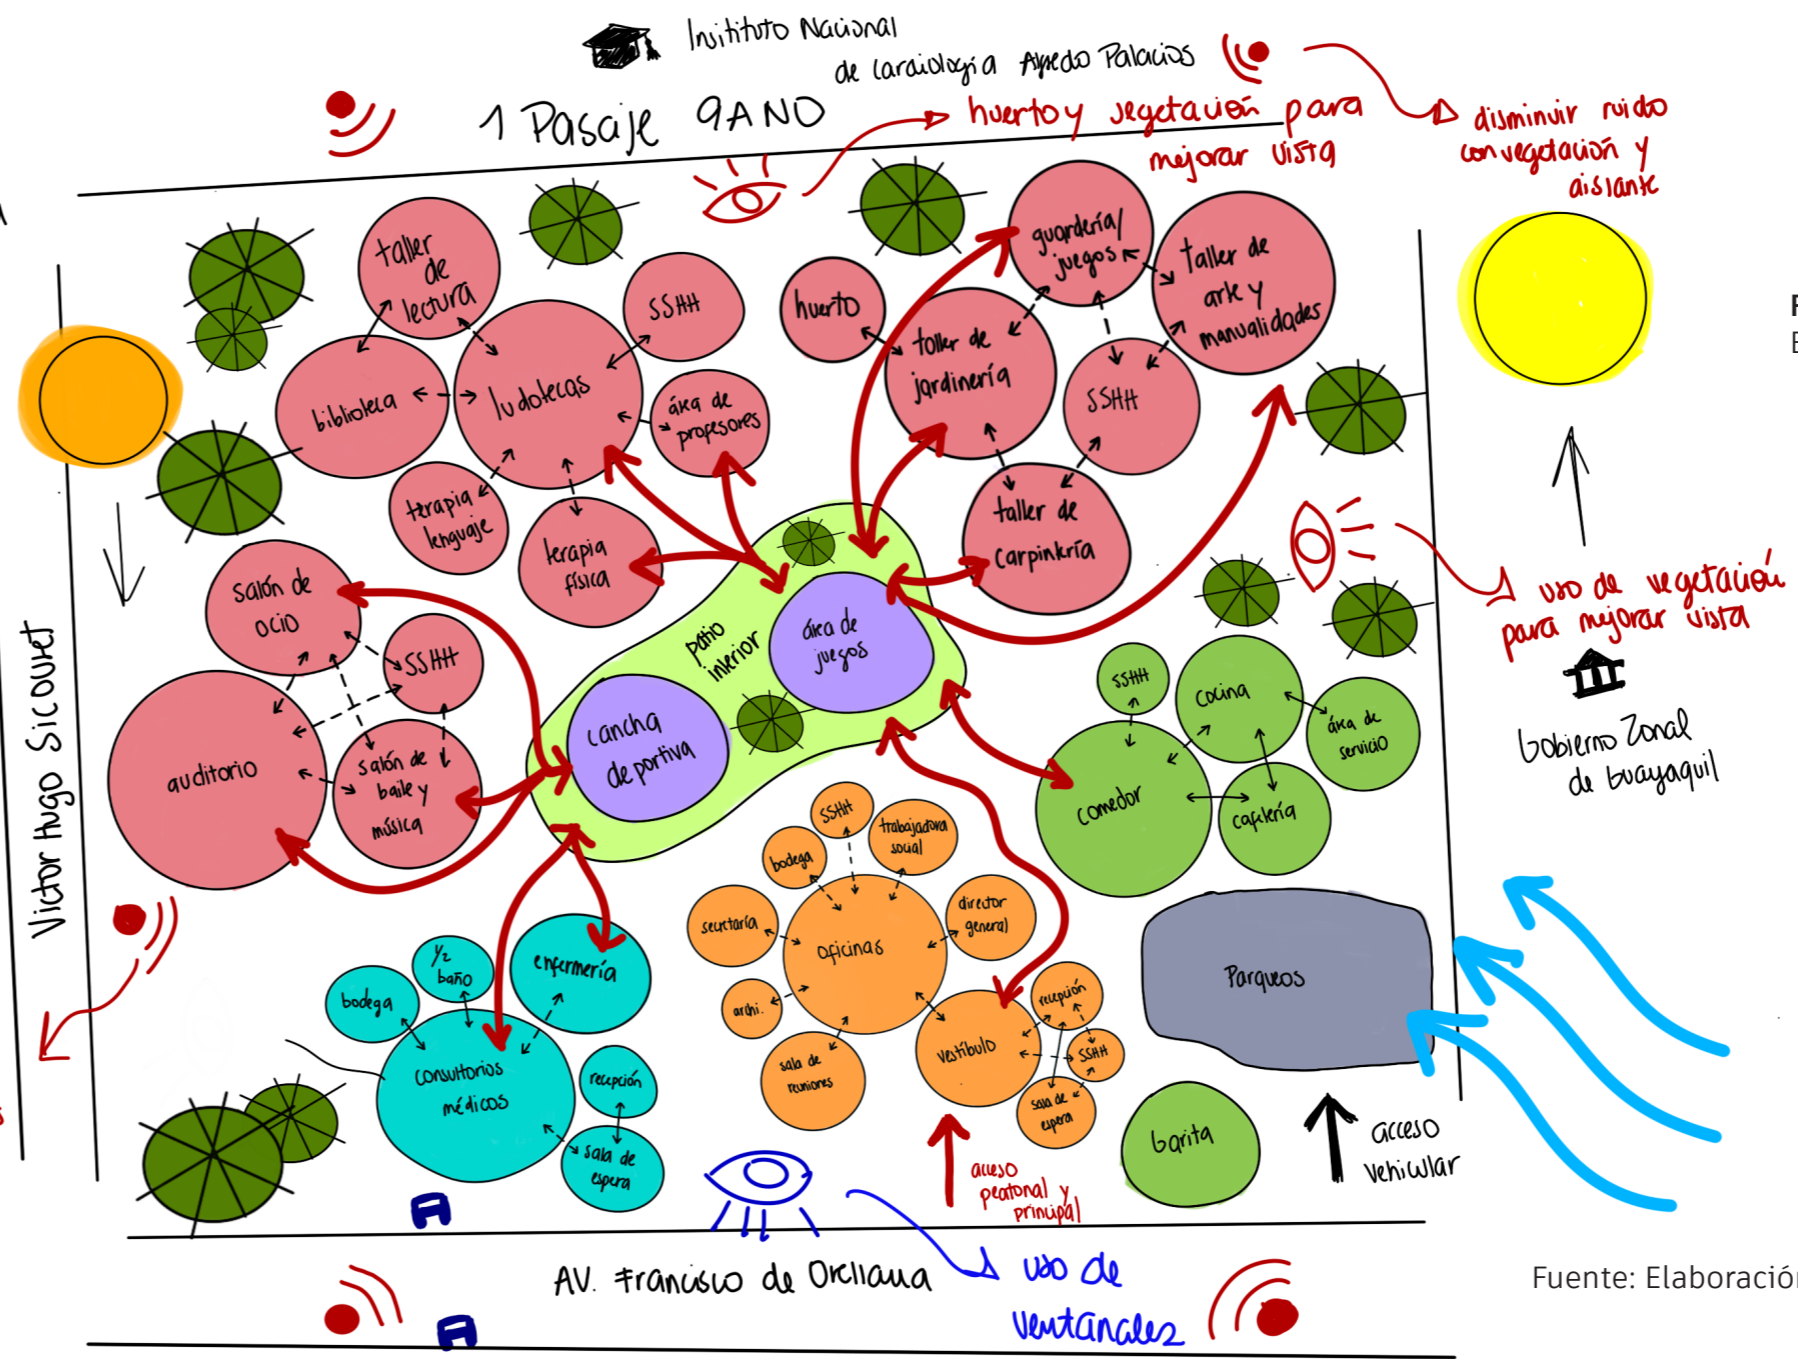 Insitituto Nacional
de cardiología Alfredo Palacios
1 Pasaje 9ANO
huerto y vegetación para
mejorar vista
disminuir ruido
con vegetación y
aislante
taller
de
lectura
SSHH
biblioteca
ludotecas
área de
profesores
terapia
lenguaje
terapia
física
huerto
guardería/
juegos
taller de
arte y
manualidades
taller de
jardinería
SSHH
taller de
carpintería
salón de
ocio
SSHH
auditorio
salón de
baile y
música
patio
interior
área de
juegos
cancha
deportiva
uso de vegetación
para mejorar vista
Gobierno Zonal
de Guayaquil
SSHH
cocina
área de
servicio
comedor
cafetería
Victor Hugo Sicouret
SSHH
trabajadora
social
bodega
secretaría
oficinas
director
general
archi.
sala de
reuniones
vestíbulo
recepción
SSHH
sala de
espera
Parqueos
enfermería
1/2
baño
bodega
consultorios
médicos
recepción
sala de
espera
Garita
acceso
vehicular
acceso
peatonal y
principal
AV. Francisco de Orellana
uso de
ventanales
Fuente: Elaboración